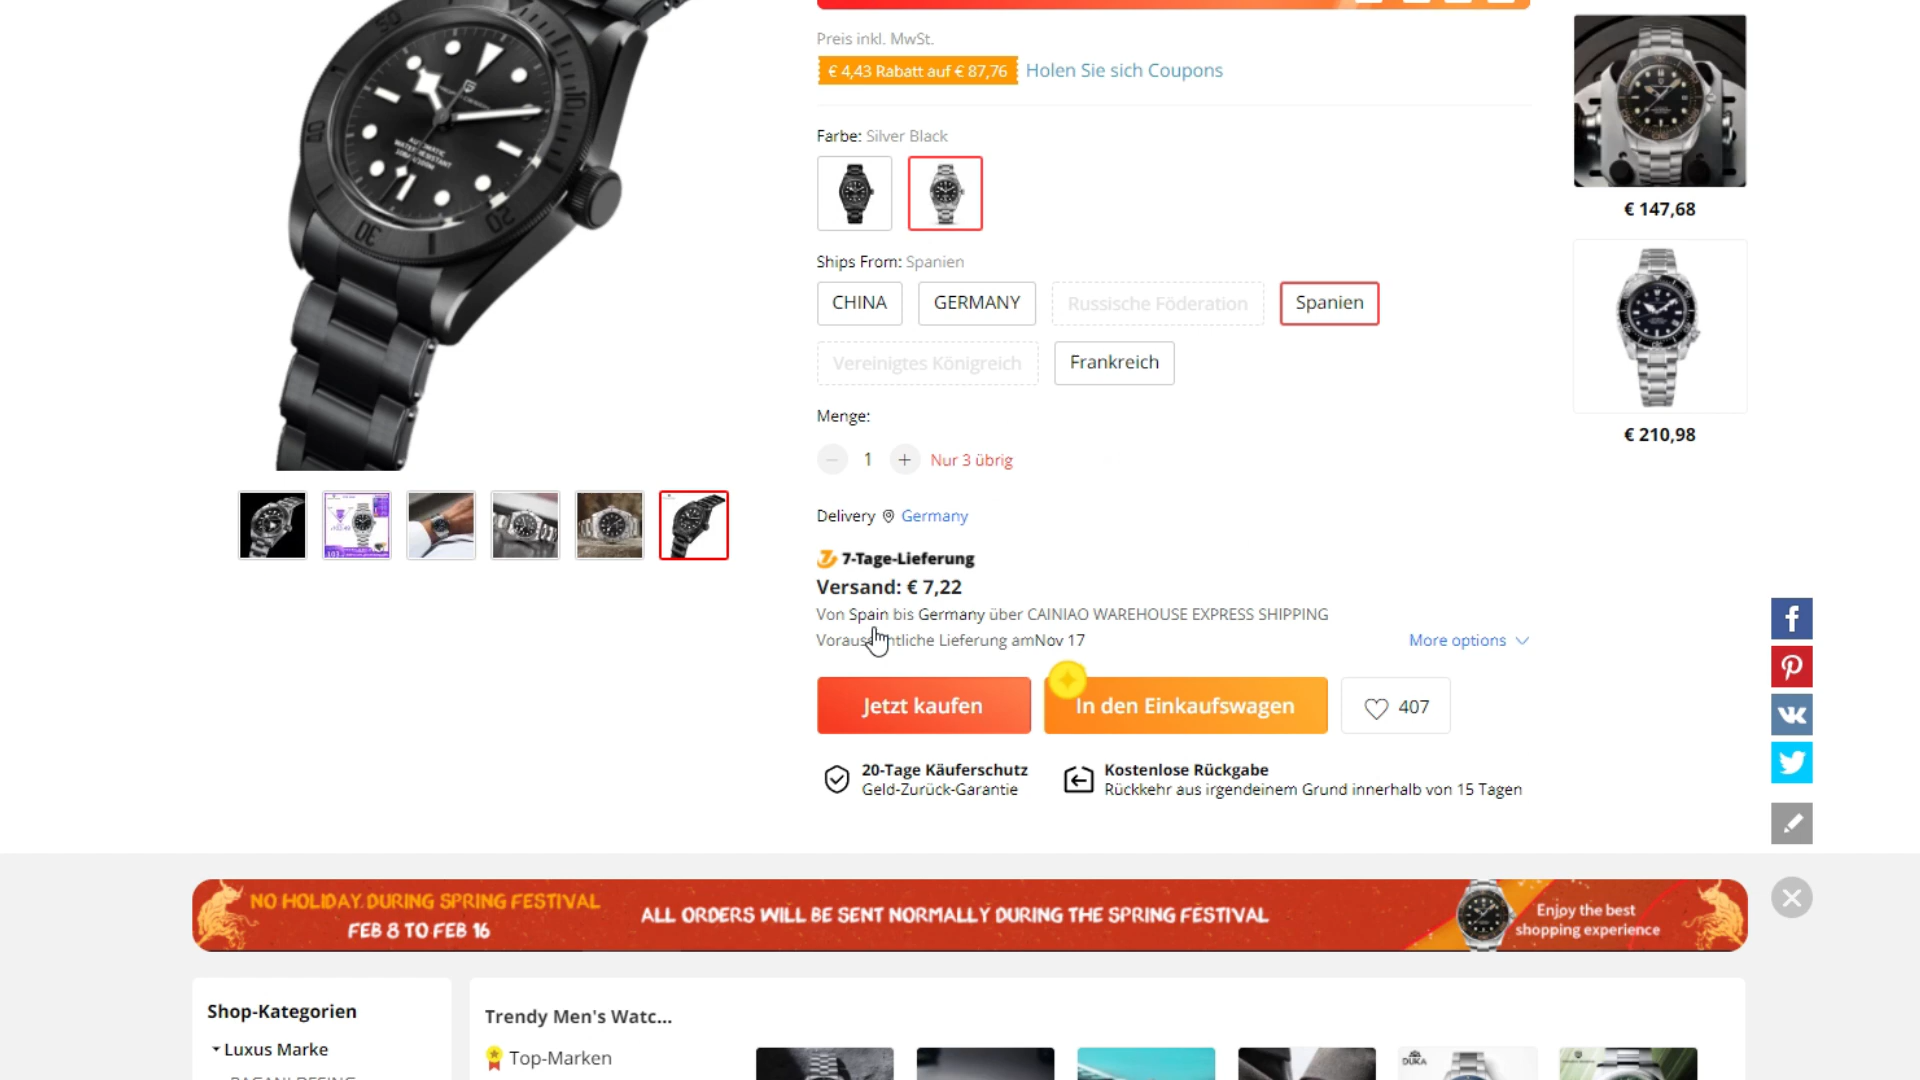 Preis inkl. MwSt.
€ 4,43 Rabatt auf € 87,76 Holen Sie sich Coupons
Farbe: Silver Black
Ships From: Spanien
CHINA
GERMANY
Russische Föderation
Spanien
Vereinigtes Königreich
Frankreich
Menge:
1
Nur 3 übrig
Delivery Germany
7-Tage-Lieferung
Versand: € 7,22
Von Spain bis Germany über CAINIAO WAREHOUSE EXPRESS SHIPPING
amNov 17
More options
Jetzt kaufen
In den Einkaufswagen
407
20-Tage Käuferschutz
Geld-Zurück-Garantie
Kostenlose Rückgabe
Rückkehr aus irgendeinem Grund innerhalb von 15 Tagen
€ 147,68
€ 210,98
AUTOMATIC
WATER RESISTANT
NO HOLIDAY DURING SPRING FESTIVAL
FEB 8 TO FEB 16
ALL ORDERS WILL BE SENT NORMALLY DURING THE SPRING FESTIVAL
Enjoy the best
shopping experience
Shop-Kategorien
Luxus Marke
Trendy Men's Watc...
Top-Marken
DUKA